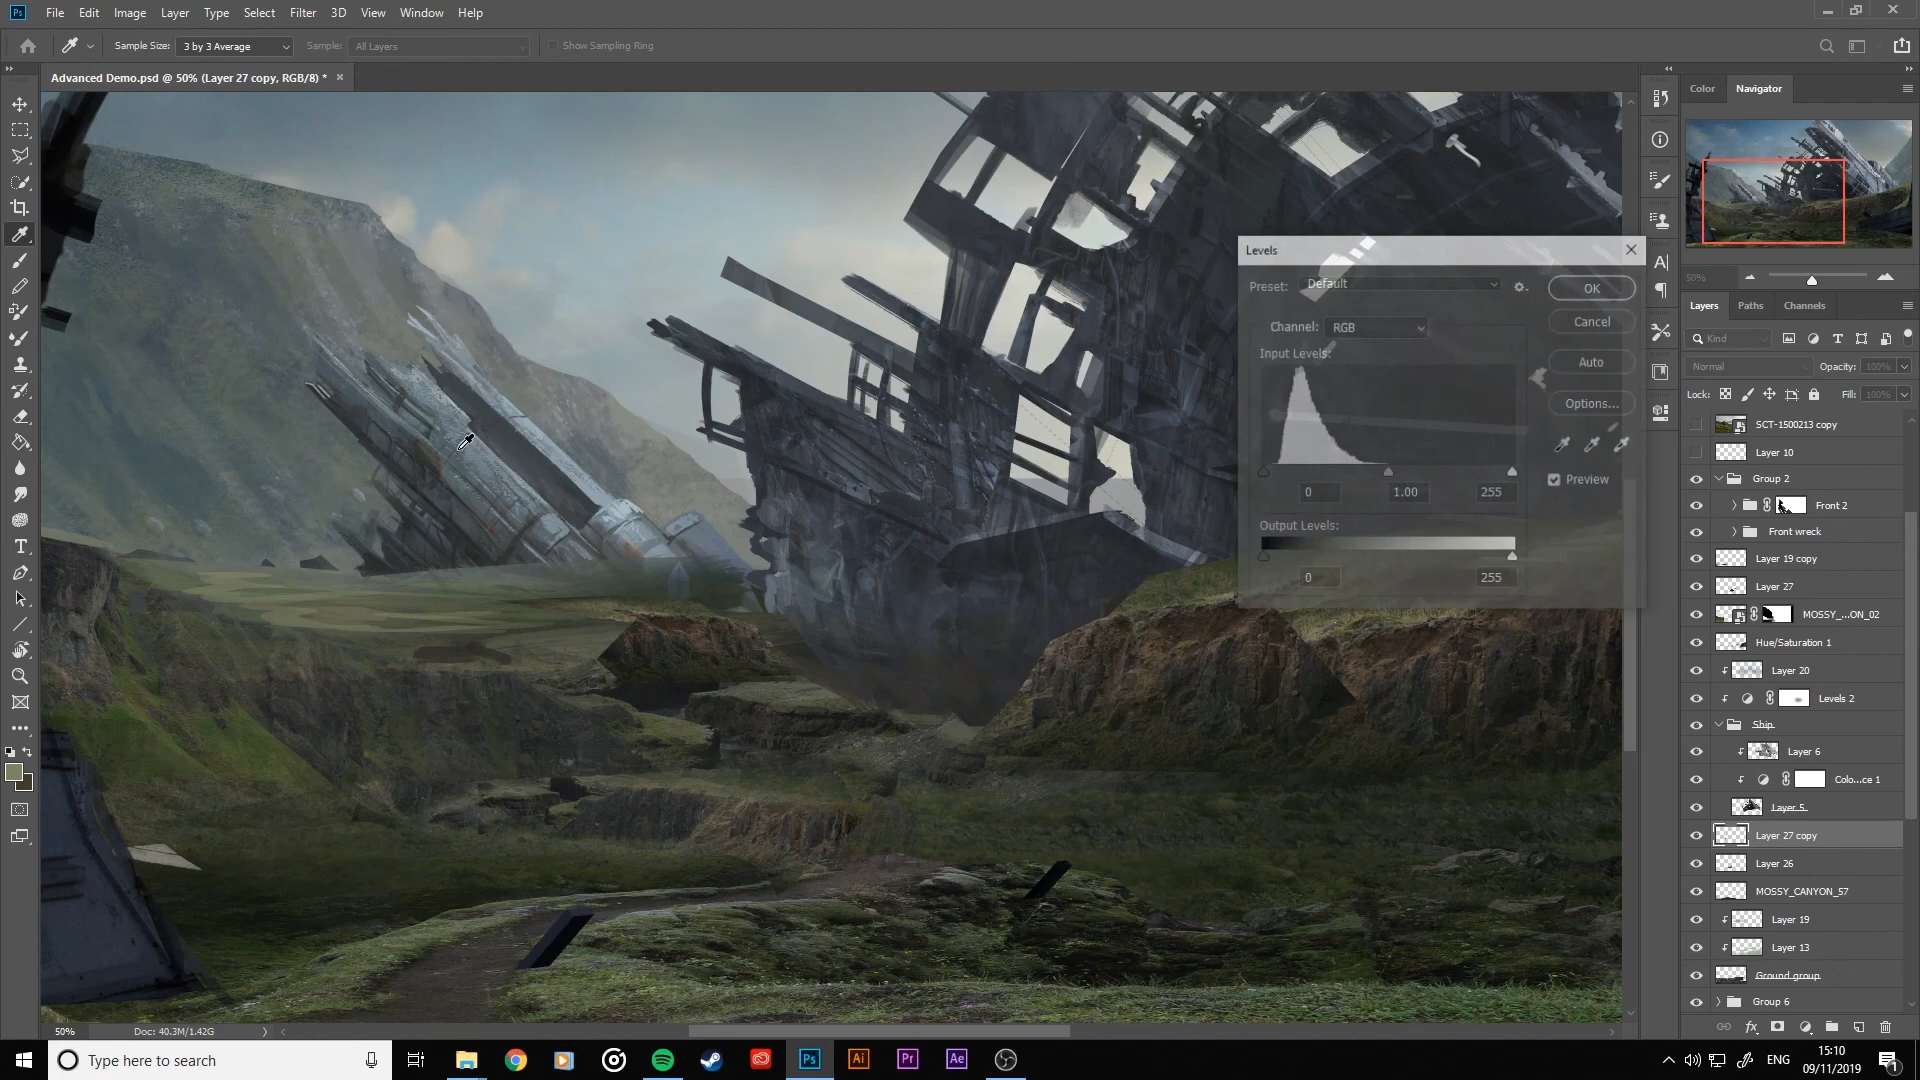 Ps File Edit Image Layer Type Select Filter 3D View Window Help
Sample Size: 3 by 3 Average Sample: All Layers Show Sampling Ring
Advanced Demo.psd @ 50% (Layer 27 copy, RGB/8) * ×
Color Navigator
50%
Layers Paths Channels
Kind
Normal Opacity: 100%
Lock: Fill: 100%
SCT-1500213 copy
Layer 10
Group 2
Front 2
Front wreck
Layer 19 copy
Layer 27
MOSSY_...ON_02
Hue/Saturation 1
Layer 20
Levels 2
Ship
Layer 6
Colo...ce 1
Layer 5
Layer 27 copy
Layer 26
MOSSY_CANYON_57
Layer 19
Layer 13
Ground group
Group 6
Levels
Preset: Default
OK
Channel: RGB
Cancel
Input Levels:
Auto
Options...
Preview
0 1.00 255
Output Levels:
0 255
50% Doc: 40.3M/1.42G
Type here to search
Ps Ai Pr Ae
ENG
15:10
09/11/2019
1